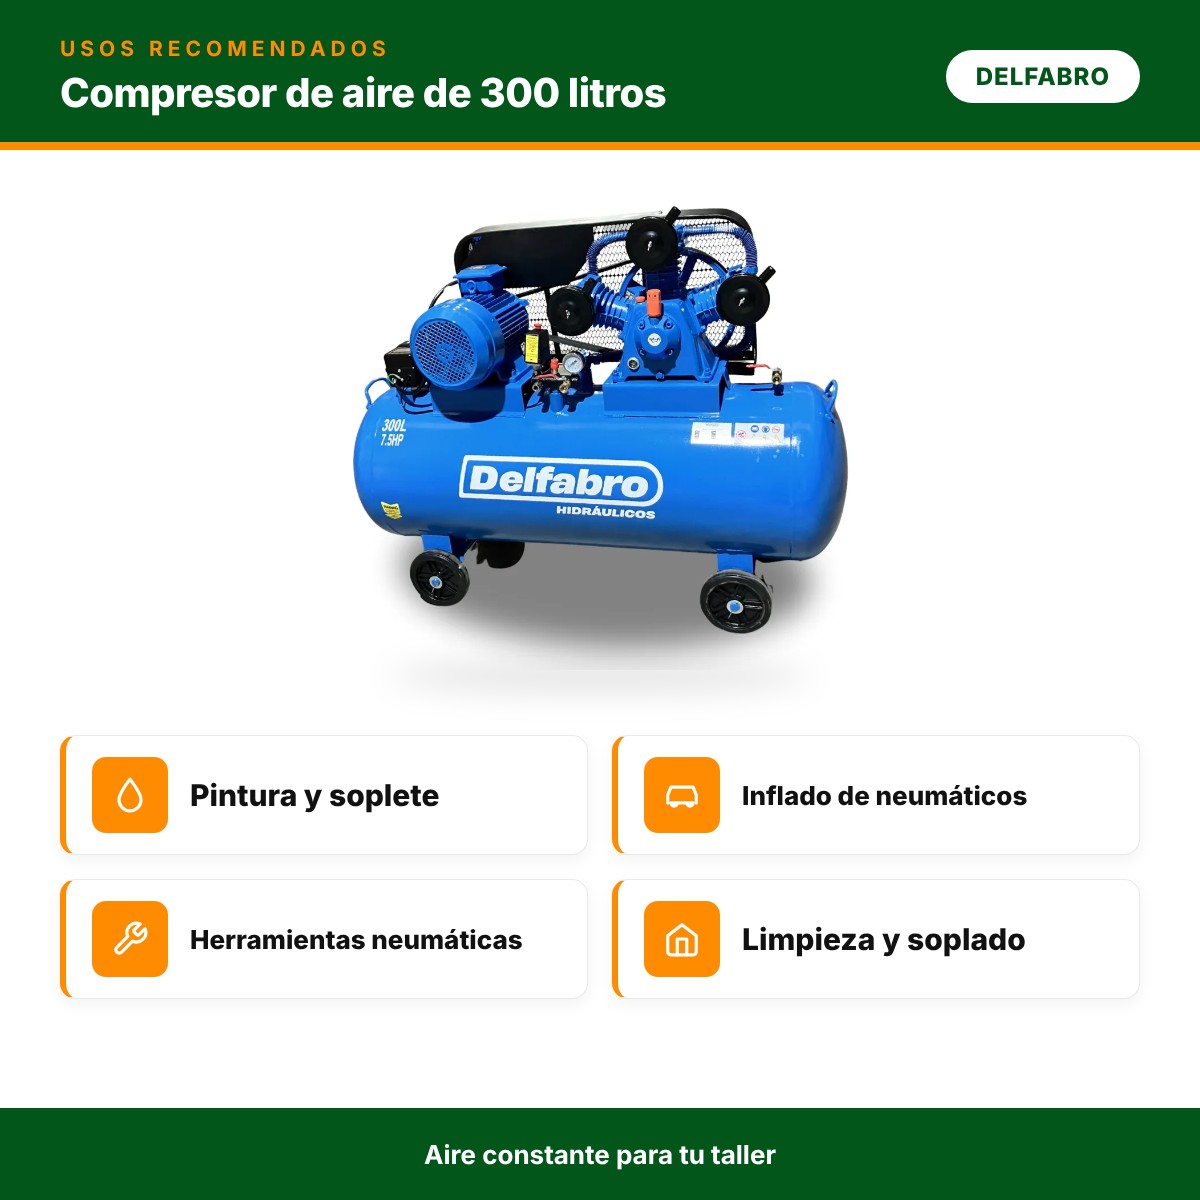 USOS RECOMENDADOS
Compresor de aire de 300 litros
DELFABRO
300L
7.5HP
Delfabro
HIDRÁULICOS
Pintura y soplete
Inflado de neumáticos
Herramientas neumáticas
Limpieza y soplado
Aire constante para tu taller